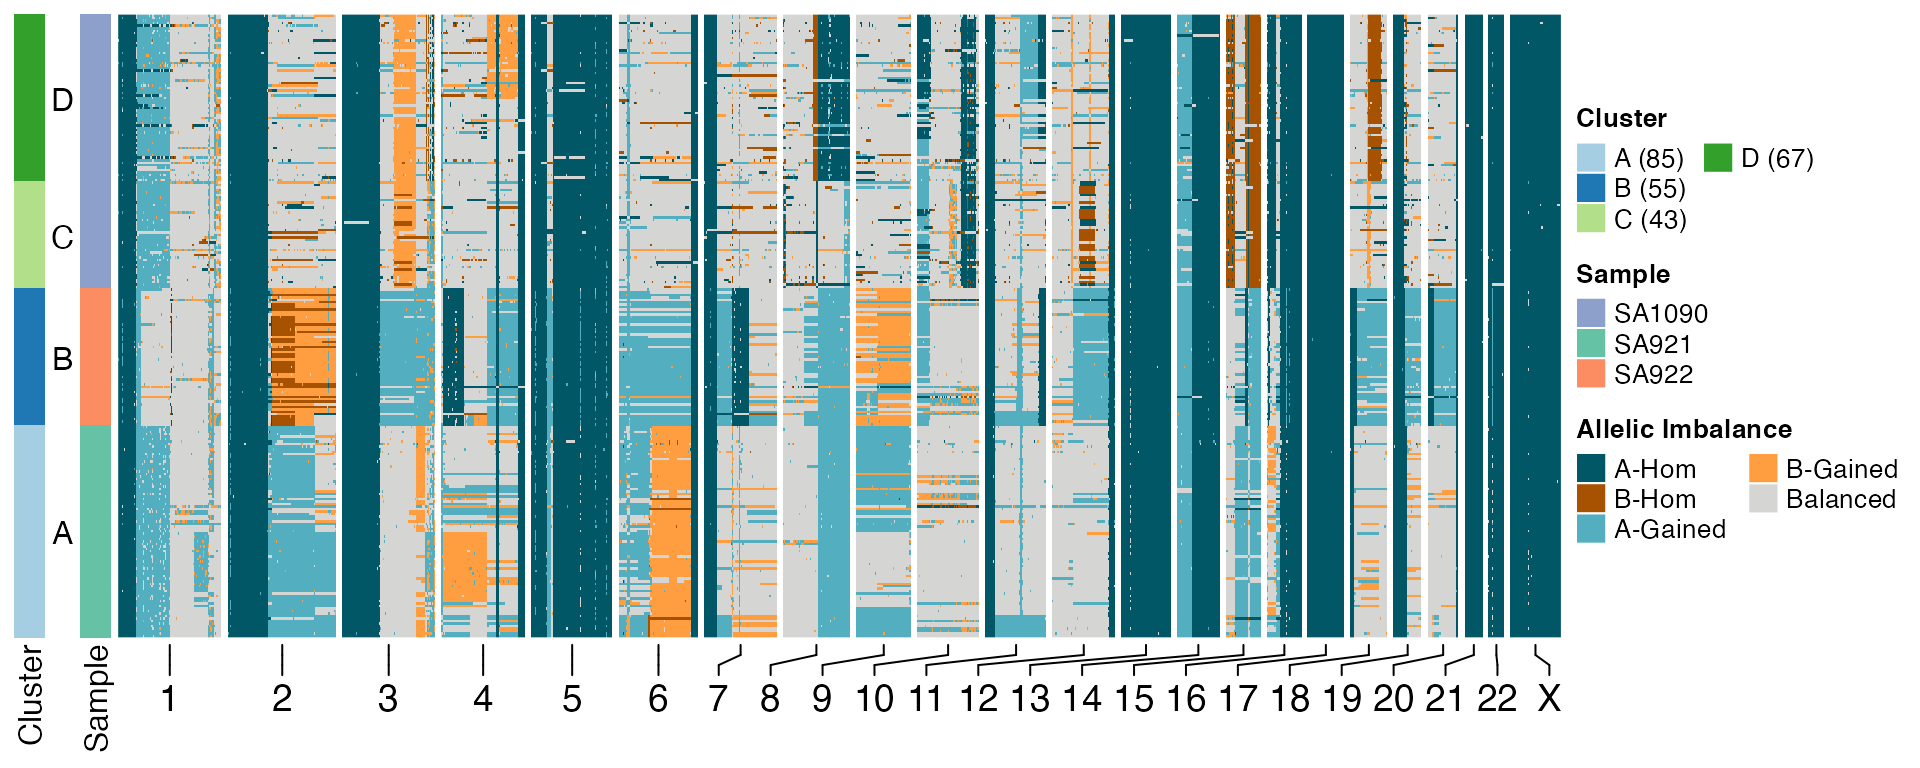 D
C
B
A
Cluster
Sample
1 2 3 4 5 6 7 8 9 10 11 12 13 14 15 16 17 18 19 20 21 22 X
Cluster
A (85) D (67)
B (55)
C (43)
Sample
SA1090
SA921
SA922
Allelic Imbalance
A-Hom B-Gained
B-Hom Balanced
A-Gained